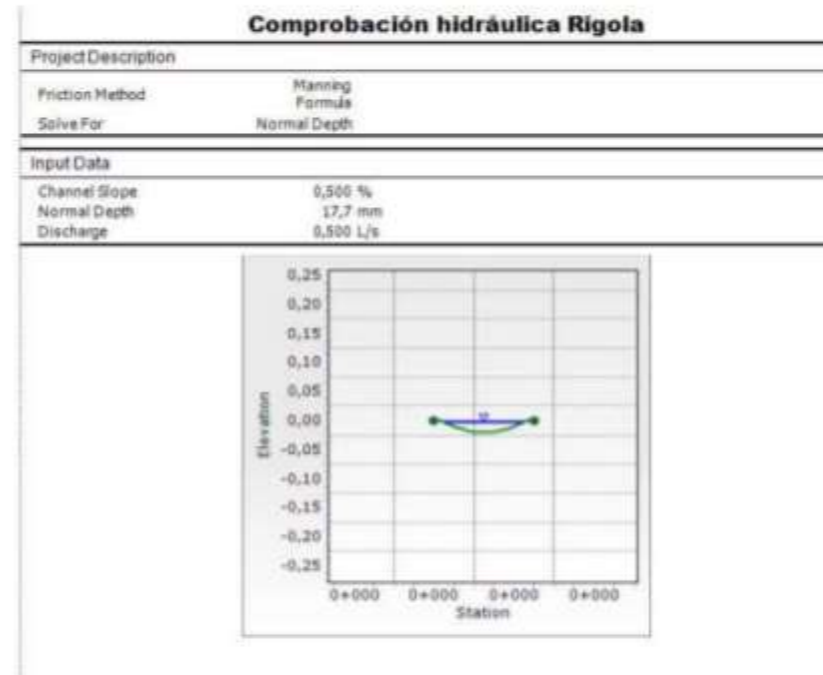 Comprobación hidráulica Rigola
Project Description
Friction Method Manning Formula
Solve For Normal Depth
Input Data
Channel Slope 0,500 %
Normal Depth 17,7 mm
Discharge 0,500 L/s
0,25
0,20
0,15
0,10
0,05
0,00
-0,05
-0,10
-0,15
-0,20
-0,25
Elevation
0+000 0+000 0+000 0+000
Station